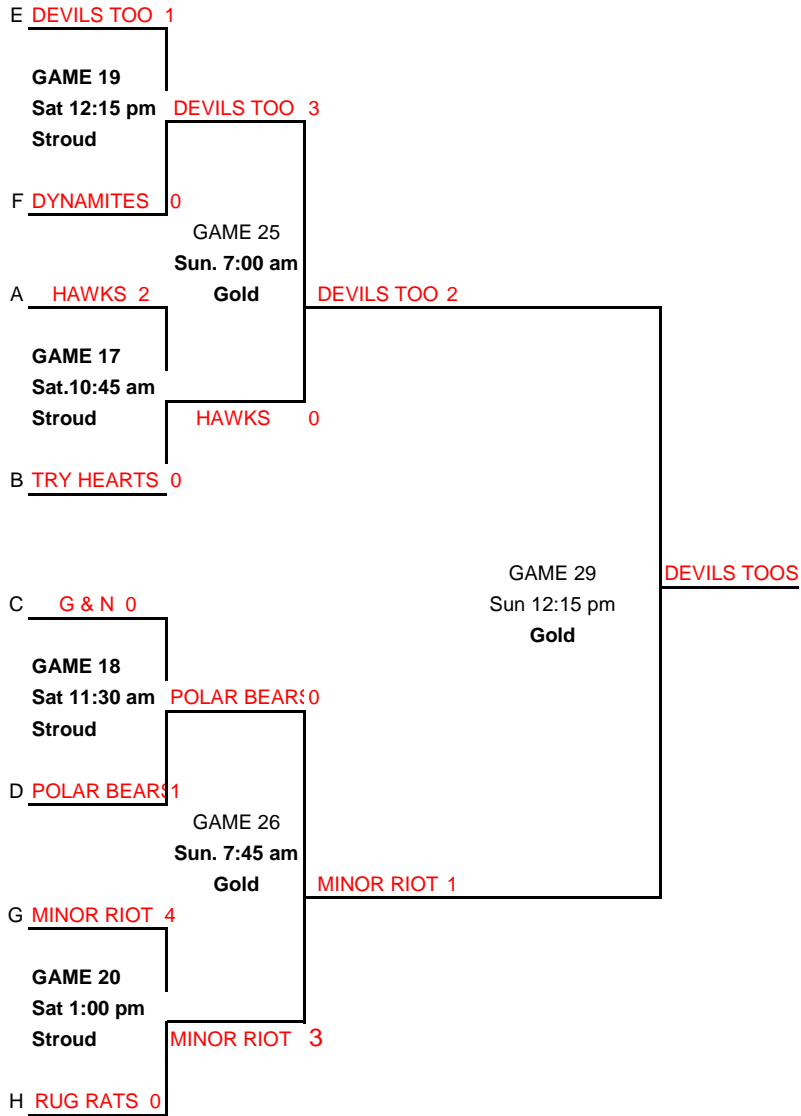 E DEVILS TOO 1
GAME 19
Sat 12:15 pm DEVILS TOO 3
Stroud
F DYNAMITES 0
GAME 25
Sun. 7:00 am
A HAWKS 2 Gold DEVILS TOO 2
GAME 17
Sat.10:45 am
Stroud HAWKS 0
B TRY HEARTS 0
GAME 29 DEVILS TOOS
C G & N 0 Sun 12:15 pm
Gold
GAME 18
Sat 11:30 am POLAR BEARS 0
Stroud
D POLAR BEARS 1
GAME 26
Sun. 7:45 am
Gold MINOR RIOT 1
G MINOR RIOT 4
GAME 20
Sat 1:00 pm
Stroud MINOR RIOT 3
H RUG RATS 0